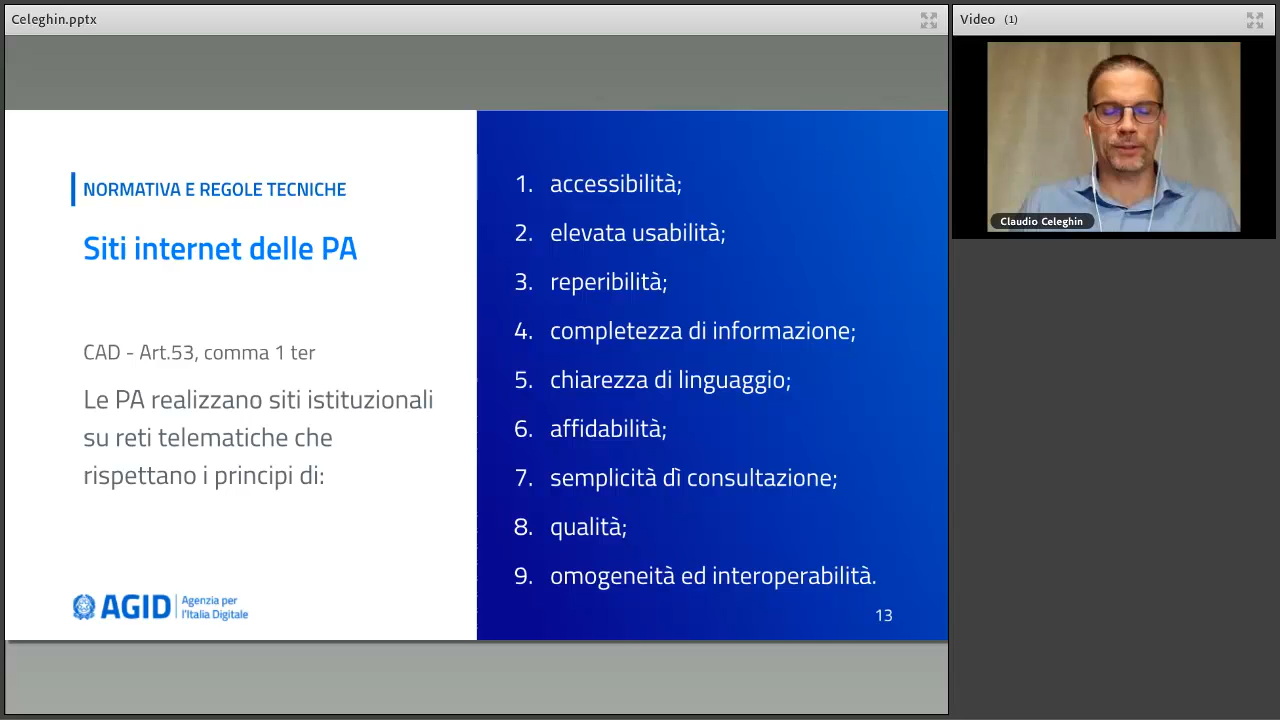 Celeghin.pptx
Video (1)
NORMATIVA E REGOLE TECNICHE
Siti internet delle PA
CAD - Art.53, comma 1 ter
Le PA realizzano siti istituzionali
su reti telematiche che
rispettano i principi di:
AGID Agenzia per
l'Italia Digitale
1. accessibilità;
2. elevata usabilità;
3. reperibilità;
4. completezza di informazione;
5. chiarezza di linguaggio;
6. affidabilità;
7. semplicità dì consultazione;
8. qualità;
9. omogeneità ed interoperabilità.
13
Claudio Celeghin